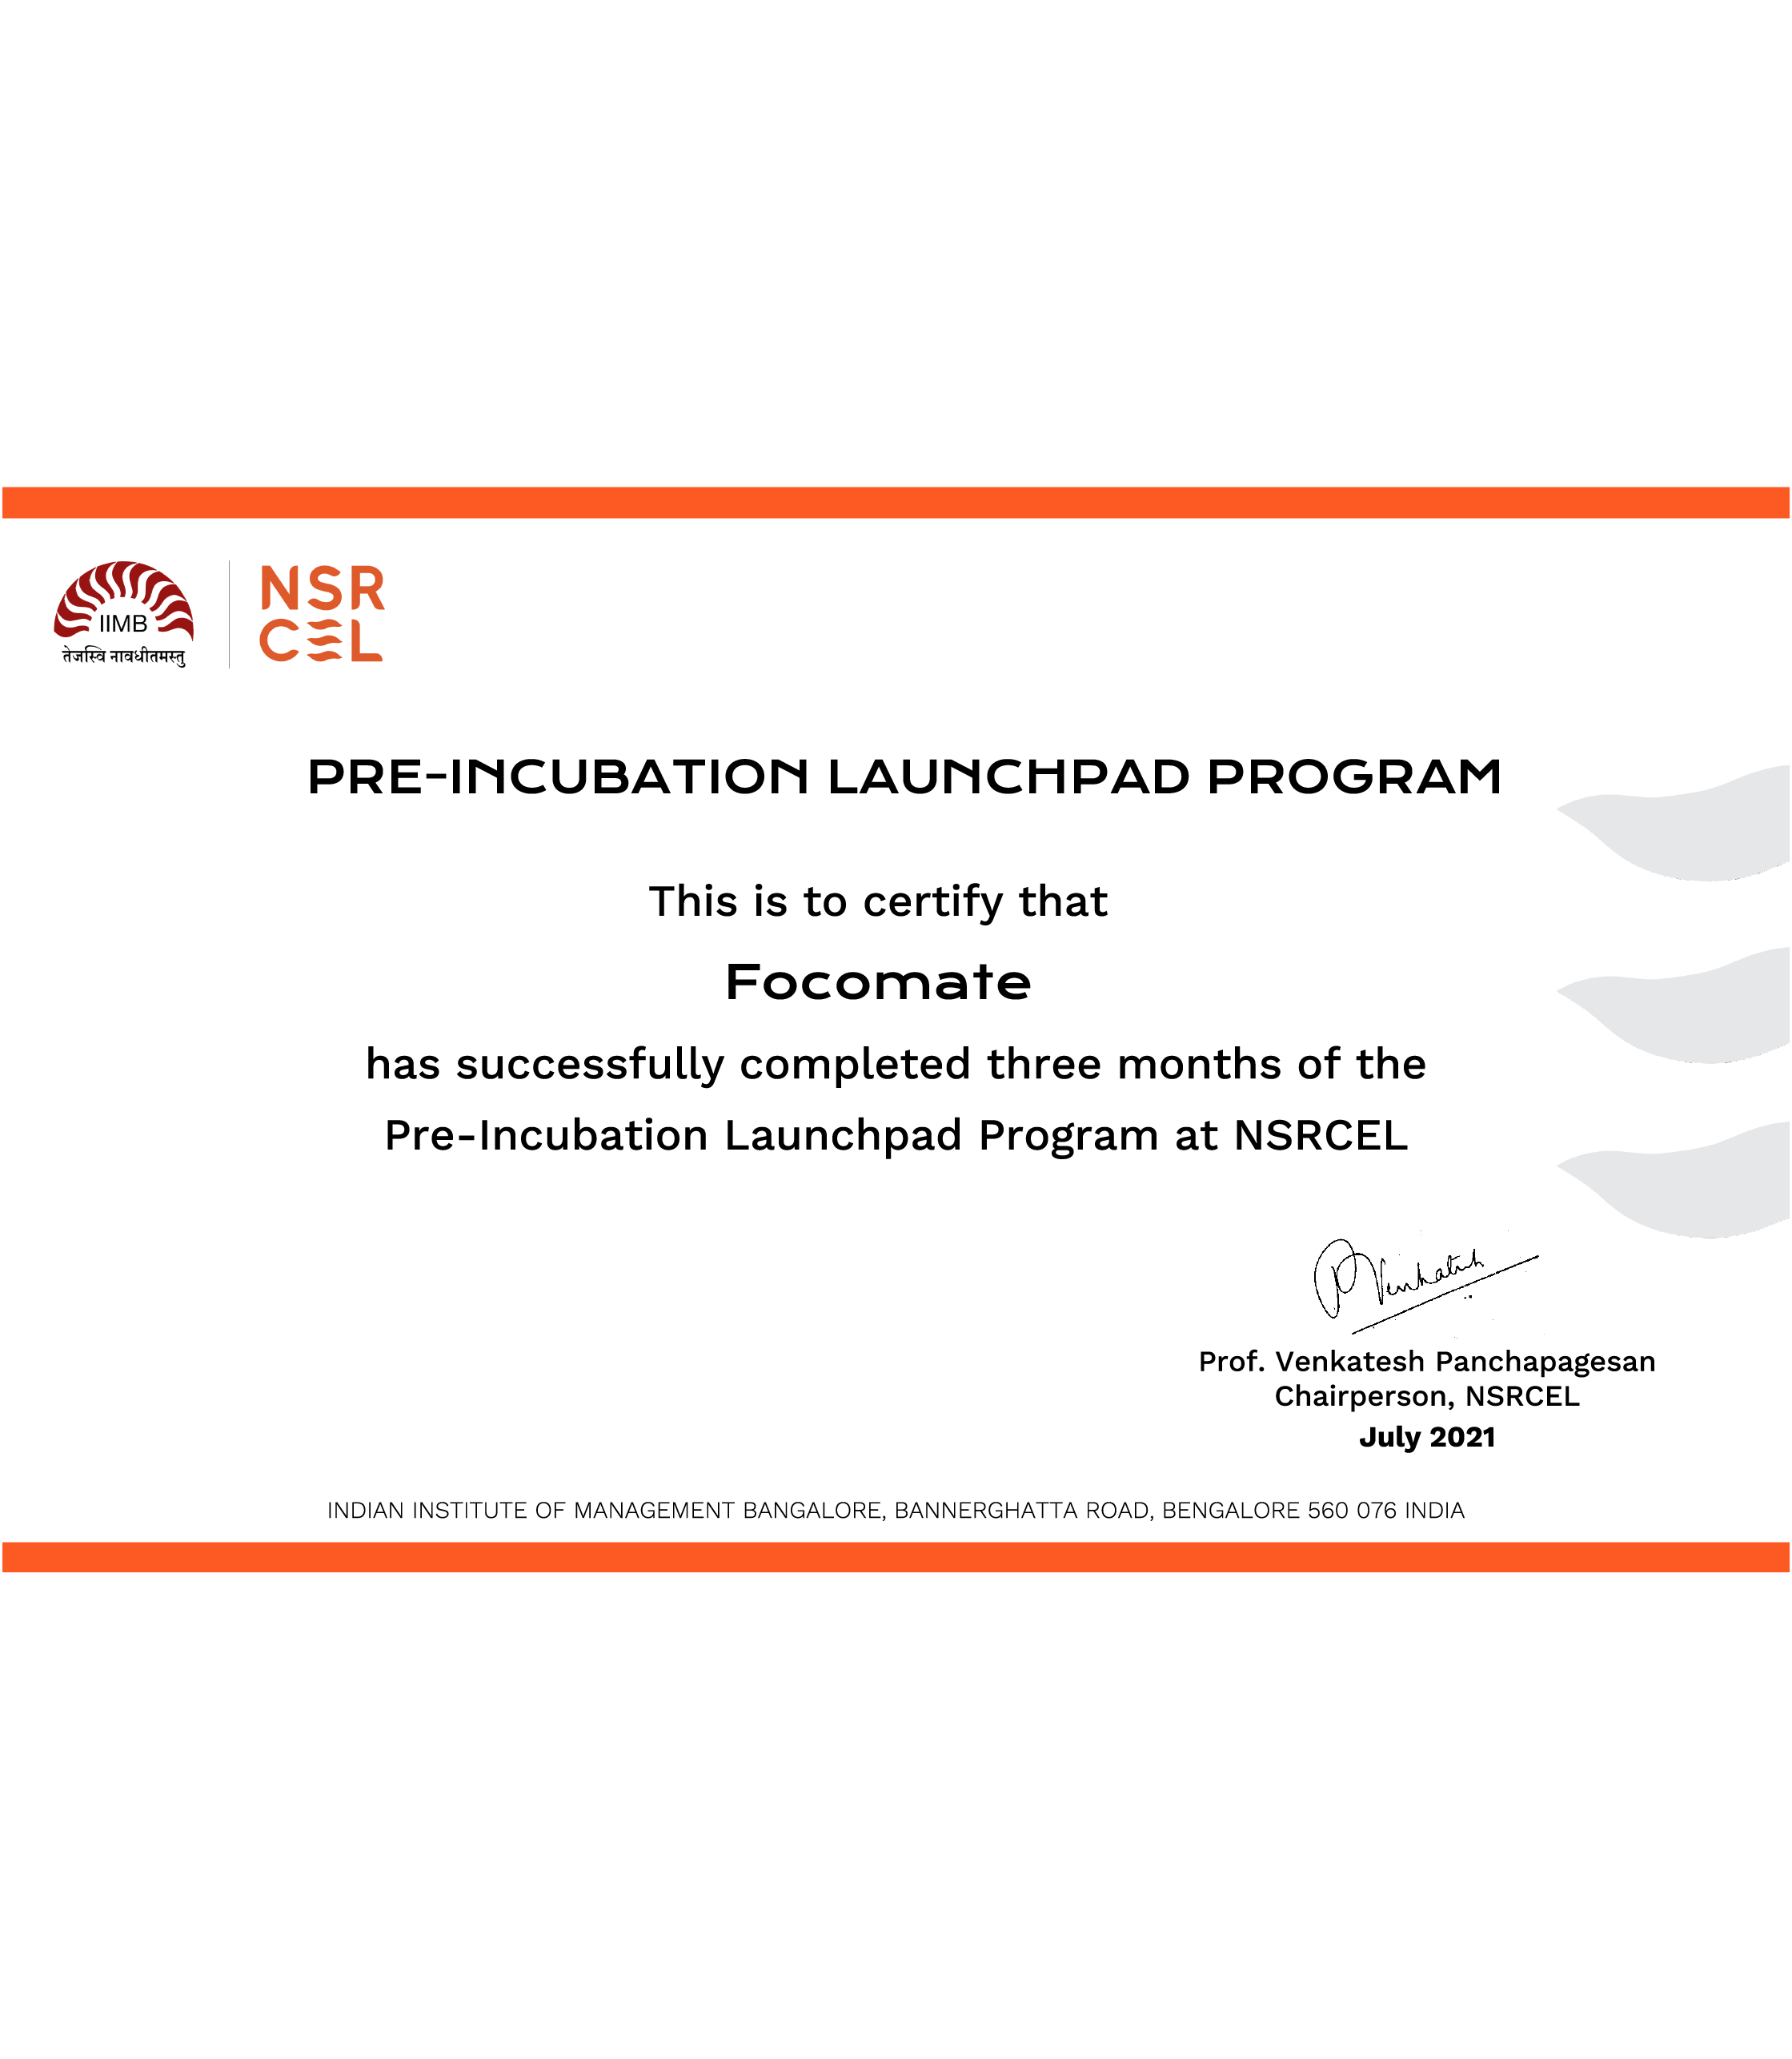 IIMB
तेजस्वि नावधीतमस्तु
NSR
CEL
PRE-INCUBATION LAUNCHPAD PROGRAM
This is to certify that
Focomate
has successfully completed three months of the
Pre-Incubation Launchpad Program at NSRCEL
P Venkatesh
Prof. Venkatesh Panchapagesan
Chairperson, NSRCEL
July 2021
INDIAN INSTITUTE OF MANAGEMENT BANGALORE, BANNERGHATTA ROAD, BENGALORE 560 076 INDIA